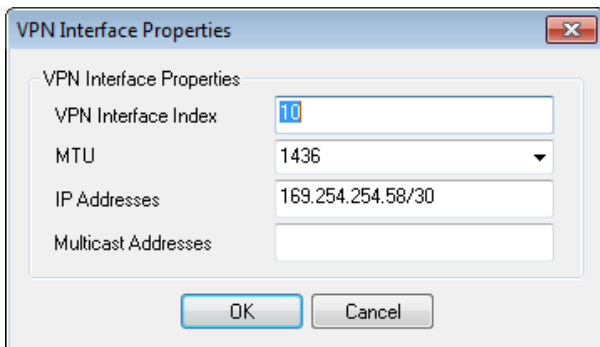 VPN Interface Properties
VPN Interface Properties
VPN Interface Index 10
MTU 1436
IP Addresses 169.254.254.58/30
Multicast Addresses
OK Cancel